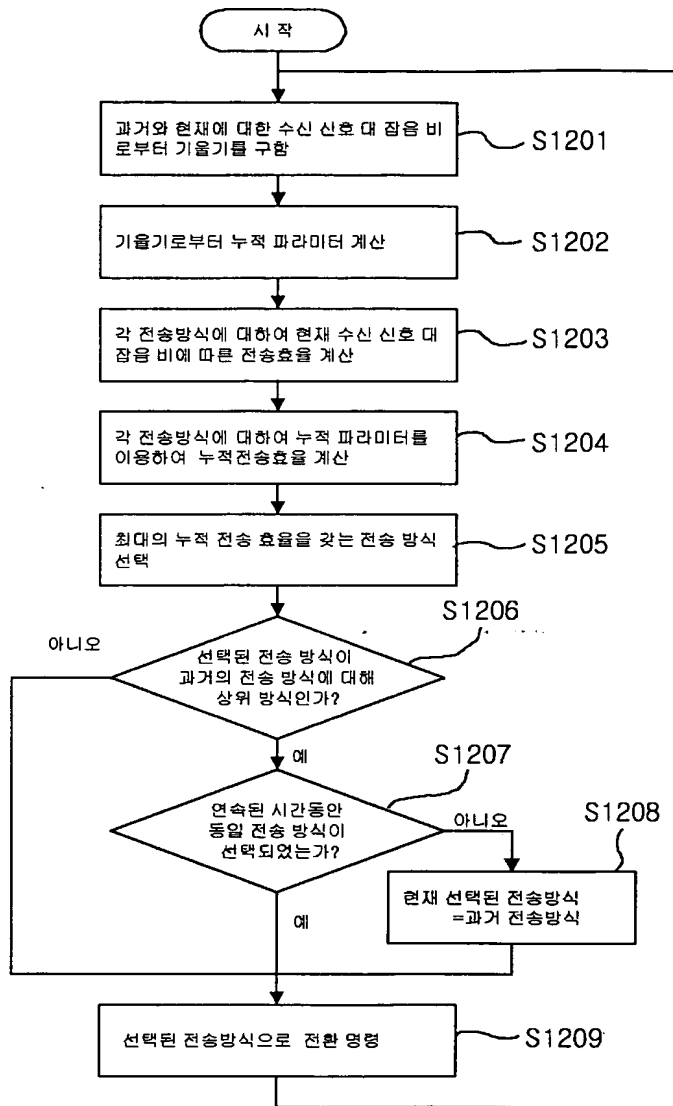 시 작
과거와 현재에 대한 수신 신호 대 잡음 비
로부터 기울기를 구함
S1201
기울기로부터 누적 파라미터 계산
S1202
각 전송방식에 대하여 현재 수신 신호 대
잡음 비에 따른 전송효율 계산
S1203
각 전송방식에 대하여 누적 파라미터를
이용하여 누적전송효율 계산
S1204
최대의 누적 전송 효율을 갖는 전송 방식
선택
S1205
S1206
아니오
선택된 전송 방식이
과거의 전송 방식에 대해
상위 방식인가?
예
S1207
연속된 시간동안
동일 전송 방식이
선택되었는가?
아니오
S1208
현재 선택된 전송방식
=과거 전송방식
예
선택된 전송방식으로 전환 명령
S1209